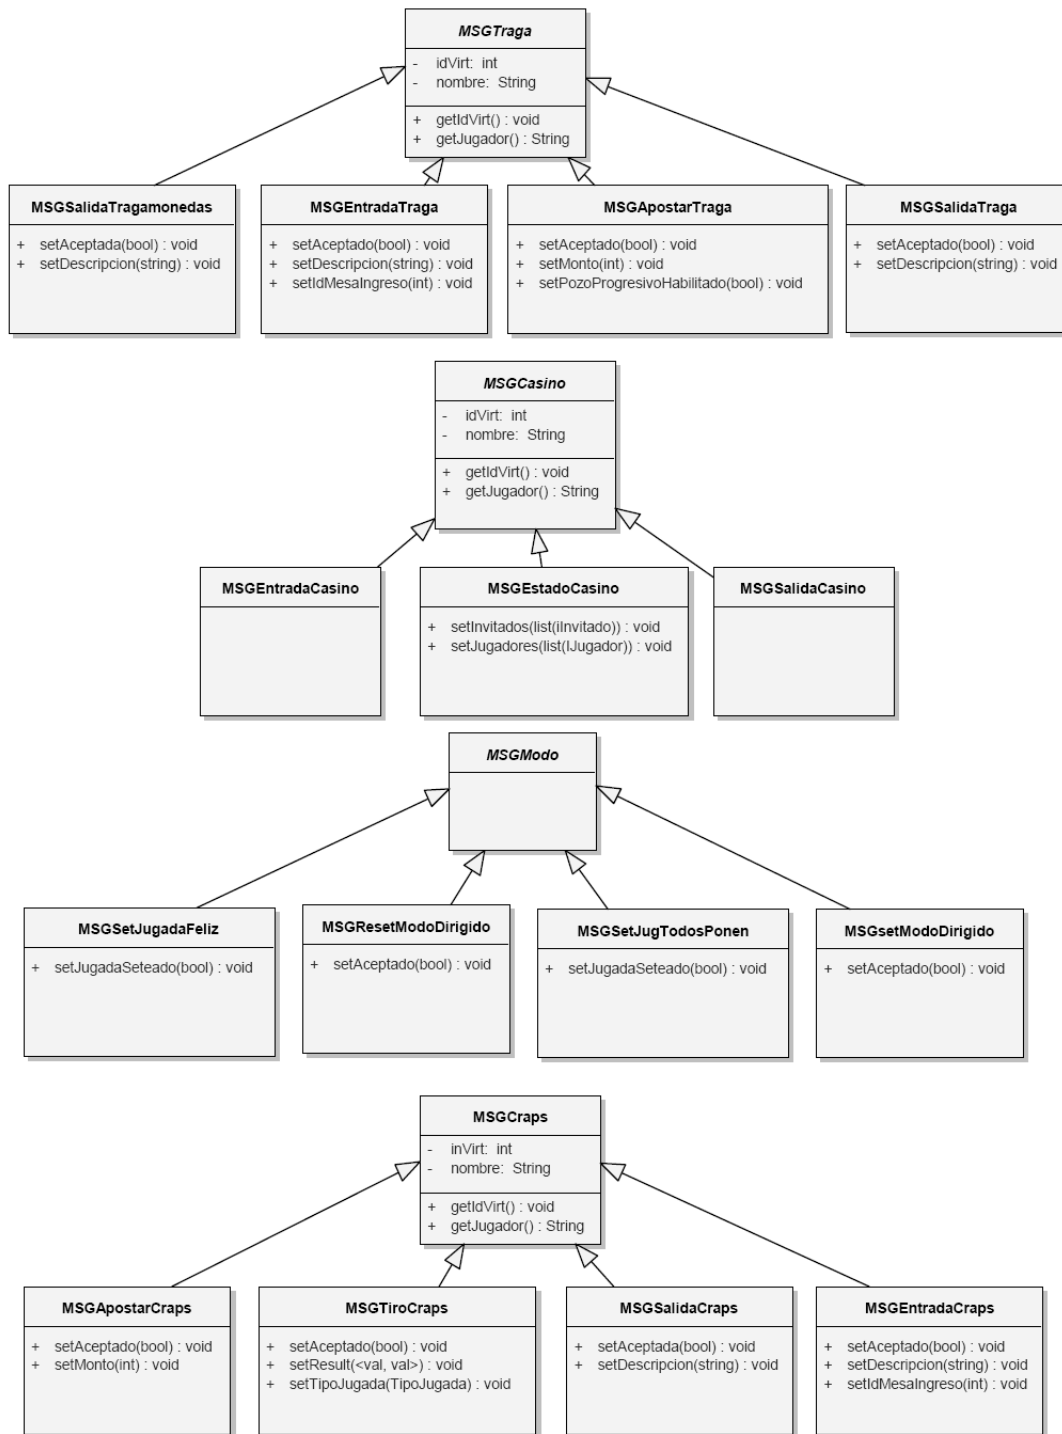 MSGTraga
- idVirt: int
- nombre: String
+ getIdVirt() : void
+ getJugador() : String
MSGSalidaTragamonedas
+ setAceptada(bool) : void
+ setDescripcion(string) : void
MSGEntradaTraga
+ setAceptado(bool) : void
+ setDescripcion(string) : void
+ setIdMesaIngreso(int) : void
MSGApostarTraga
+ setAceptado(bool) : void
+ setMonto(int) : void
+ setPozoProgresivoHabilitado(bool) : void
MSGSalidaTraga
+ setAceptado(bool) : void
+ setDescripcion(string) : void
MSGCasino
- idVirt: int
- nombre: String
+ getIdVirt() : void
+ getJugador() : String
MSGEntradaCasino
MSGEstadoCasino
+ setInvitados(list(iInvitado)) : void
+ setJugadores(list(IJugador)) : void
MSGSalidaCasino
MSGModo
MSGSetJugadaFeliz
+ setJugadaSeteado(bool) : void
MSGResetModoDirigido
+ setAceptado(bool) : void
MSGSetJugTodosPonen
+ setJugadaSeteado(bool) : void
MSGsetModoDirigido
+ setAceptado(bool) : void
MSGCraps
- inVirt: int
- nombre: String
+ getIdVirt() : void
+ getJugador() : String
MSGApostarCraps
+ setAceptado(bool) : void
+ setMonto(int) : void
MSGTiroCraps
+ setAceptado(bool) : void
+ setResult(<val, val>) : void
+ setTipoJugada(TipoJugada) : void
MSGSalidaCraps
+ setAceptada(bool) : void
+ setDescripcion(string) : void
MSGEntradaCraps
+ setAceptado(bool) : void
+ setDescripcion(string) : void
+ setIdMesaIngreso(int) : void